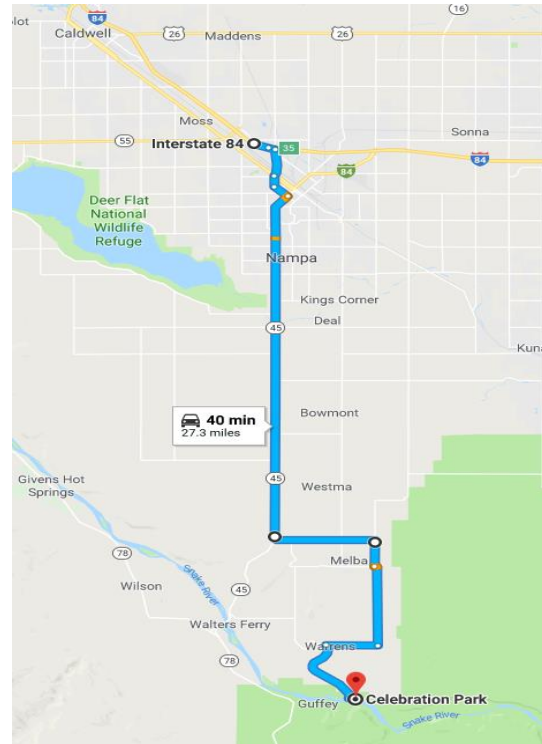 plot
84
16
Caldwell
26
Maddens
26
Moss
55
Interstate 84
35
Sonna
84
84
Deer Flat
National
Wildlife
Refuge
Nampa
Kings Corner
45
Deal
Kuna
40 min
27.3 miles
Bowmont
45
Westma
Givens Hot
Springs
78
Melba
Wilson
45
Snake River
Walters Ferry
Warrens
78
Guffey
Celebration Park
Snake River